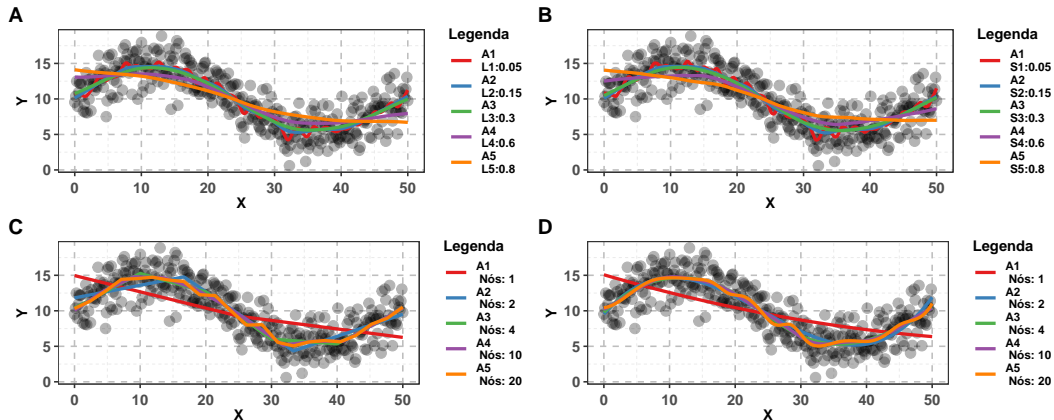 A
Legenda
A1
L1:0.05
A2
L2:0.15
A3
L3:0.3
A4
L4:0.6
A5
L5:0.8
15
10
5
0
Y
0 10 20 30 40 50
X
B
Legenda
A1
S1:0.05
A2
S2:0.15
A3
S3:0.3
A4
S4:0.6
A5
S5:0.8
15
10
5
0
Y
0 10 20 30 40 50
X
C
Legenda
A1
Nós: 1
A2
Nós: 2
A3
Nós: 4
A4
Nós: 10
A5
Nós: 20
15
10
5
0
Y
0 10 20 30 40 50
X
D
Legenda
A1
Nós: 1
A2
Nós: 2
A3
Nós: 4
A4
Nós: 10
A5
Nós: 20
15
10
5
0
Y
0 10 20 30 40 50
X